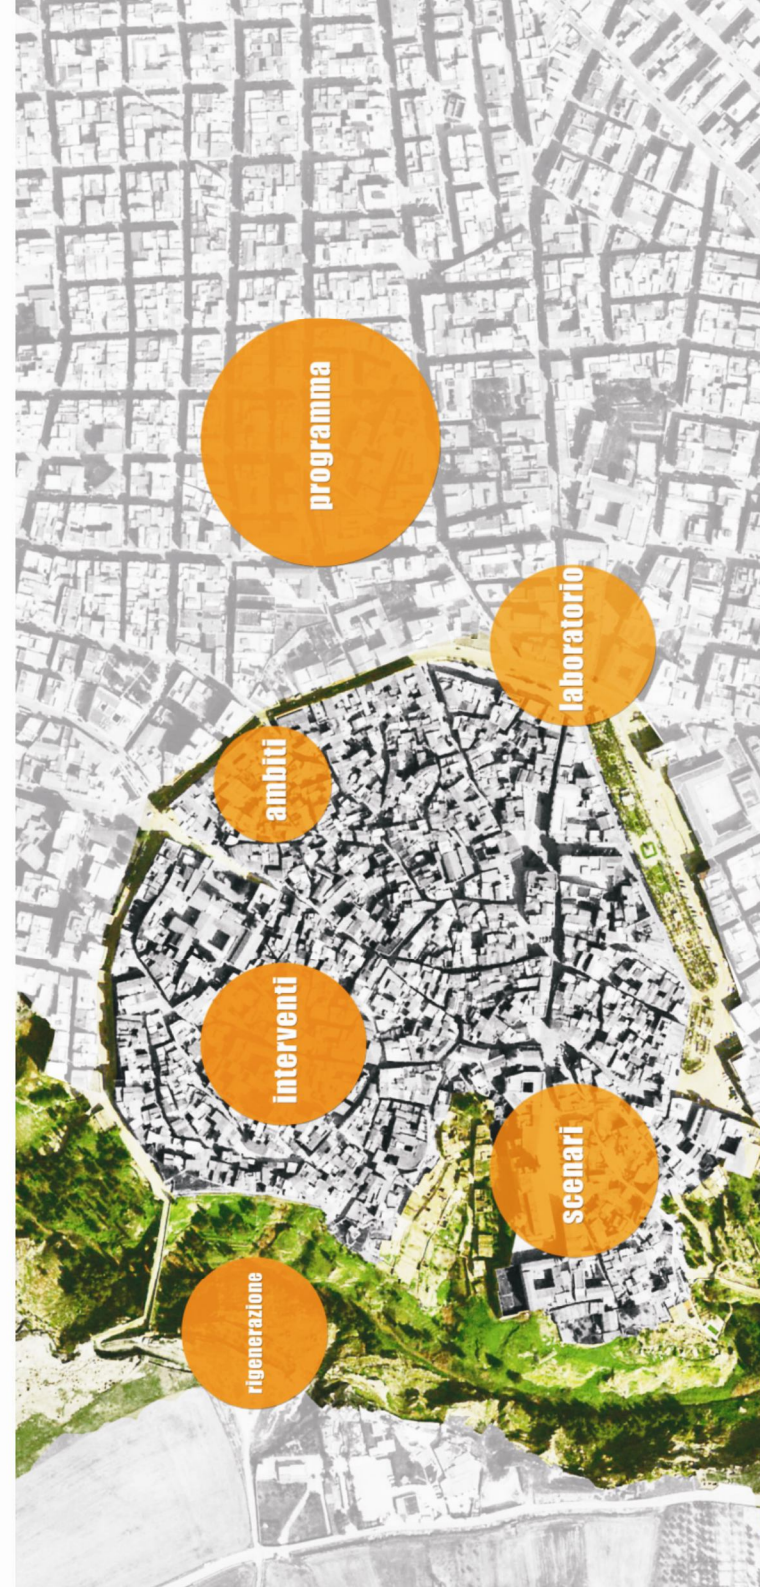 rigenerazione
interventi
ambiti
programma
scenari
laboratorio